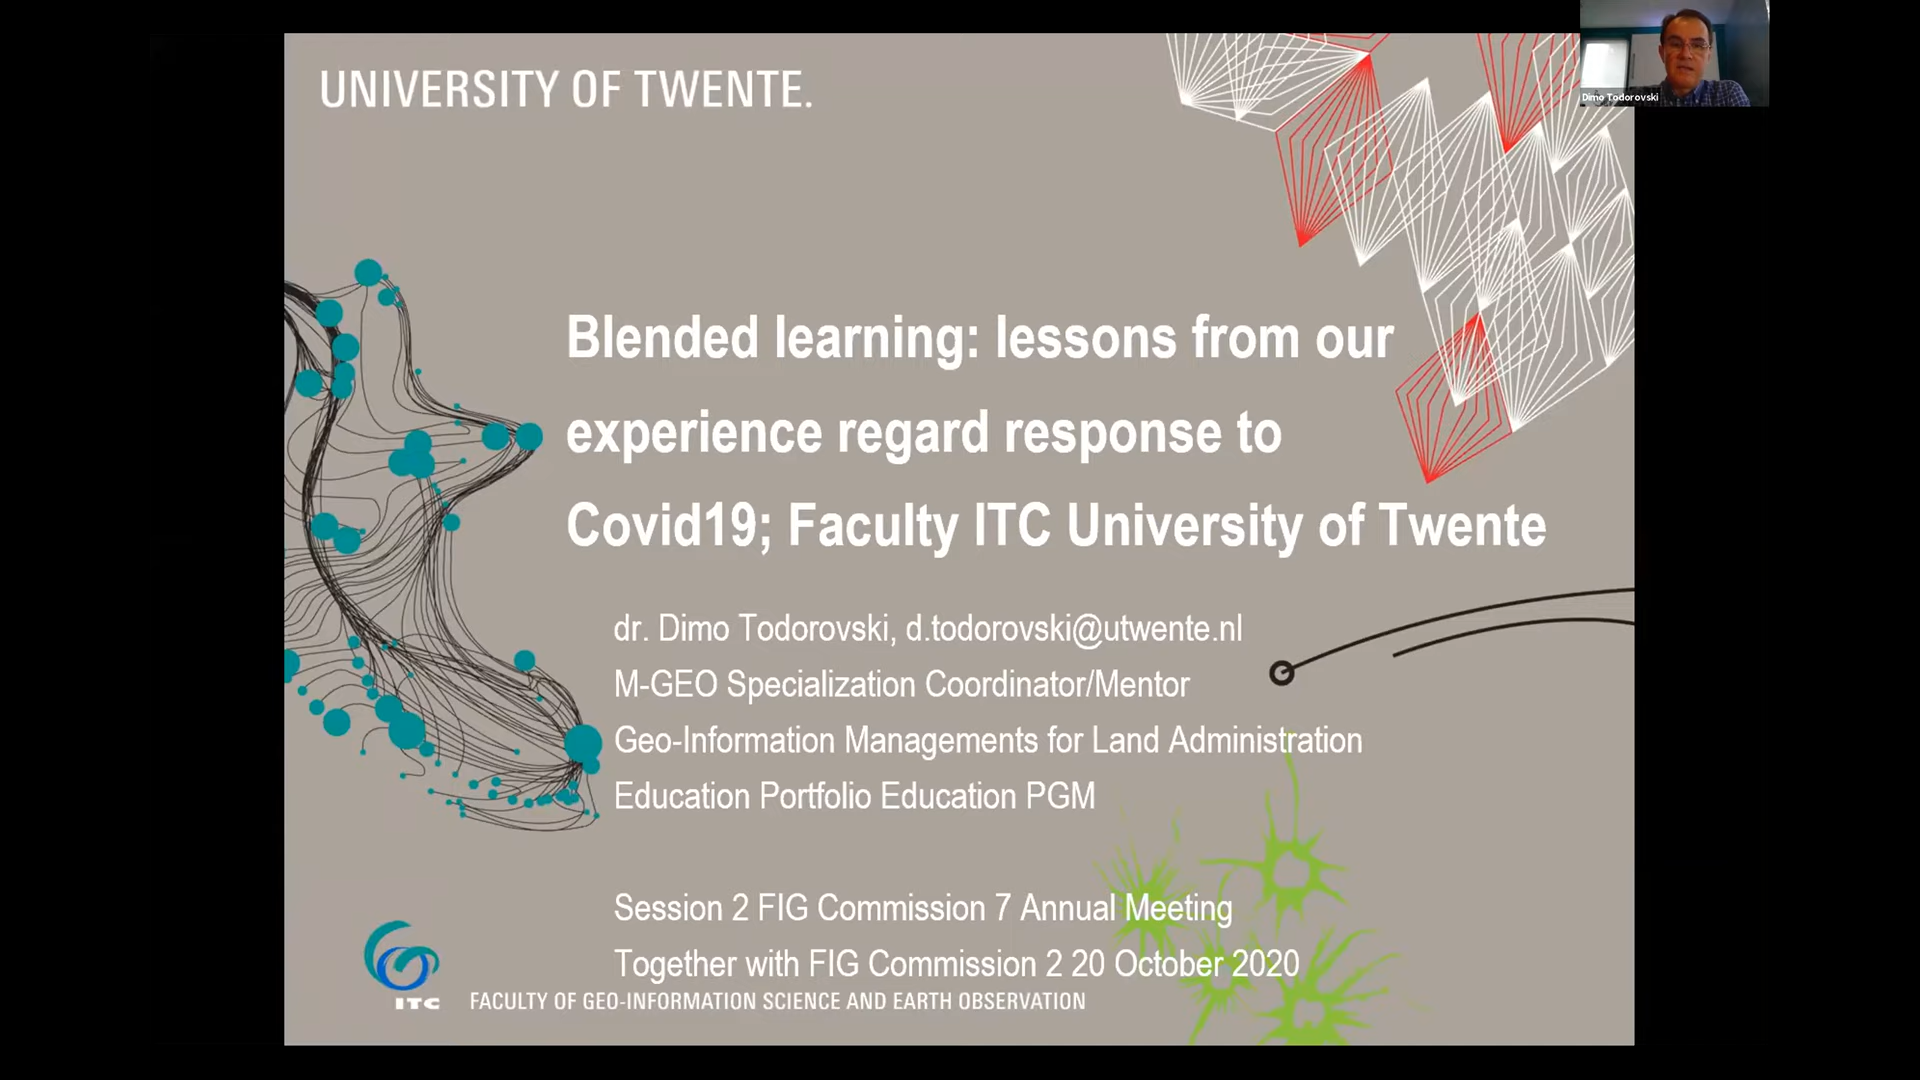 UNIVERSITY OF TWENTE.
Dimo Todorovski
Blended learning: lessons from our
experience regard response to
Covid19; Faculty ITC University of Twente
dr. Dimo Todorovski, d.todorovski@utwente.nl
M-GEO Specialization Coordinator/Mentor
Geo-Information Managements for Land Administration
Education Portfolio Education PGM
Session 2 FIG Commission 7 Annual Meeting
Together with FIG Commission 2 20 October 2020
ITC
FACULTY OF GEO-INFORMATION SCIENCE AND EARTH OBSERVATION